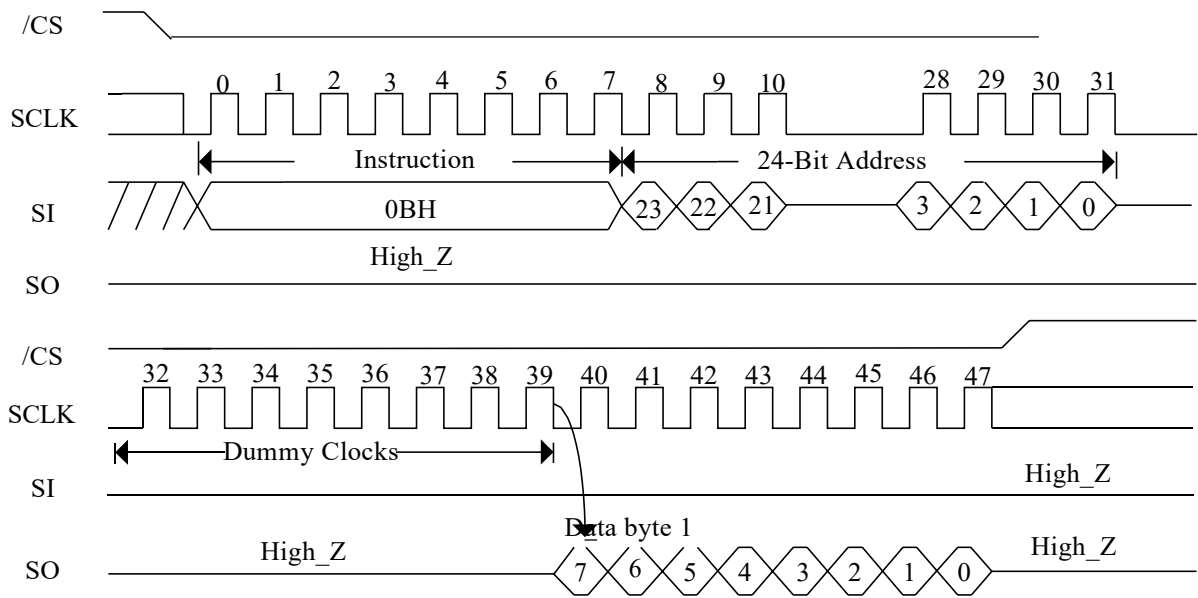 /CS
0 1 2 3 4 5 6 7 8 9 10 28 29 30 31
SCLK
Instruction 24-Bit Address
SI 0BH 23 22 21 3 2 1 0
High_Z
SO
/CS
32 33 34 35 36 37 38 39 40 41 42 43 44 45 46 47
SCLK
Dummy Clocks
SI High_Z
Data byte 1
High_Z High_Z
SO 7 6 5 4 3 2 1 0